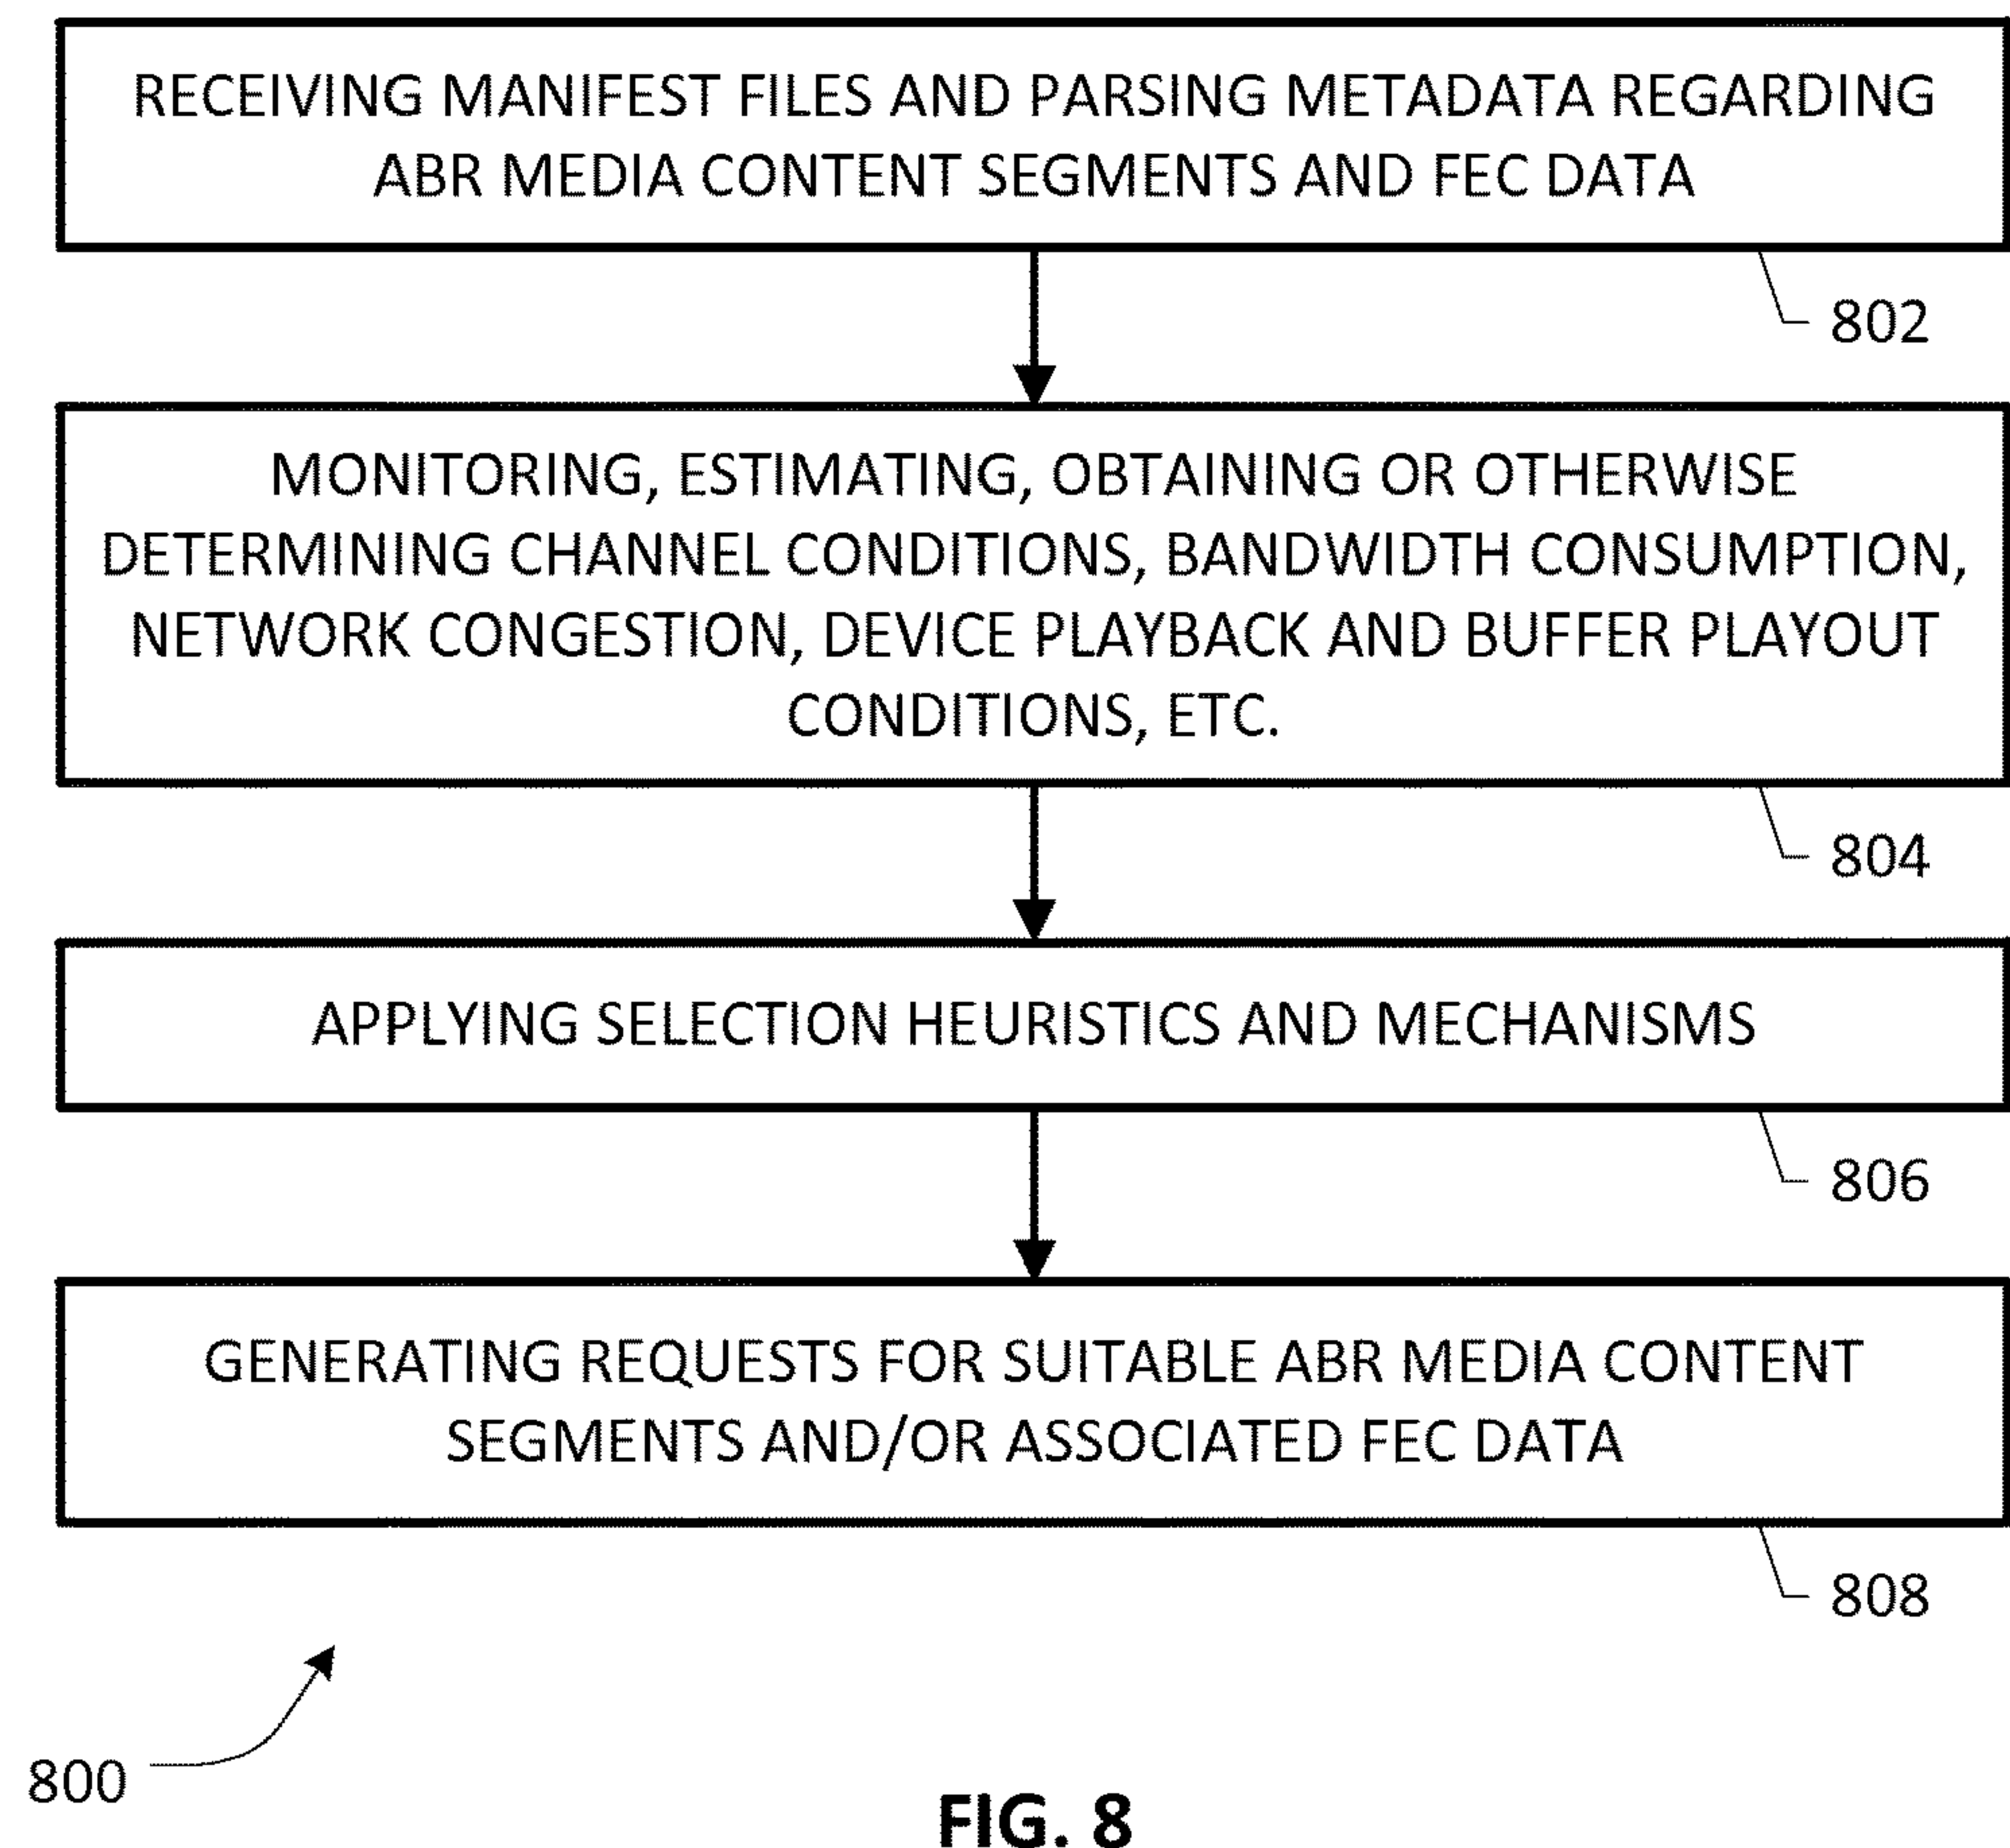 RECEIVING MANIFEST FILES AND PARSING METADATA REGARDING
ABR MEDIA CONTENT SEGMENTS AND FEC DATA
802
MONITORING, ESTIMATING, OBTAINING OR OTHERWISE
DETERMINING CHANNEL CONDITIONS, BANDWIDTH CONSUMPTION,
NETWORK CONGESTION, DEVICE PLAYBACK AND BUFFER PLAYOUT
CONDITIONS, ETC.
804
APPLYING SELECTION HEURISTICS AND MECHANISMS
806
GENERATING REQUESTS FOR SUITABLE ABR MEDIA CONTENT
SEGMENTS AND/OR ASSOCIATED FEC DATA
808
800
FIG. 8